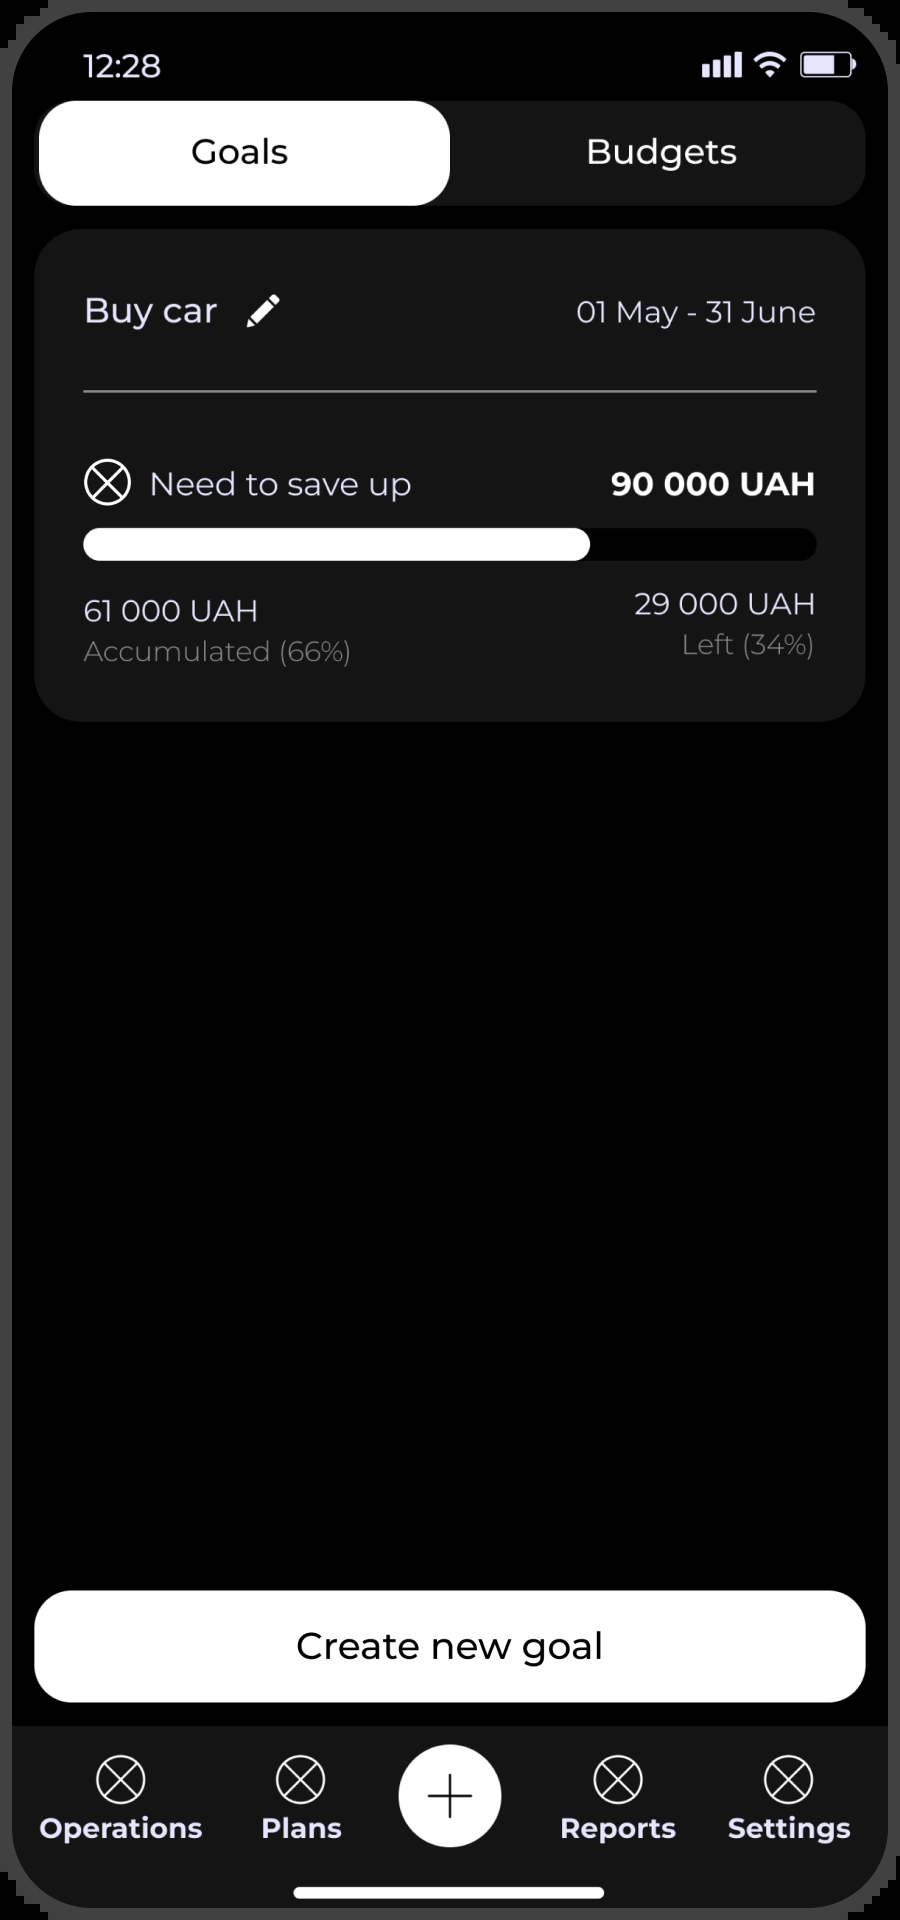 12:28
Goals Budgets
Buy car 01 May - 31 June
Need to save up 90 000 UAH
61 000 UAH 29 000 UAH
Accumulated (66%) Left (34%)
Create new goal
Operations Plans Reports Settings